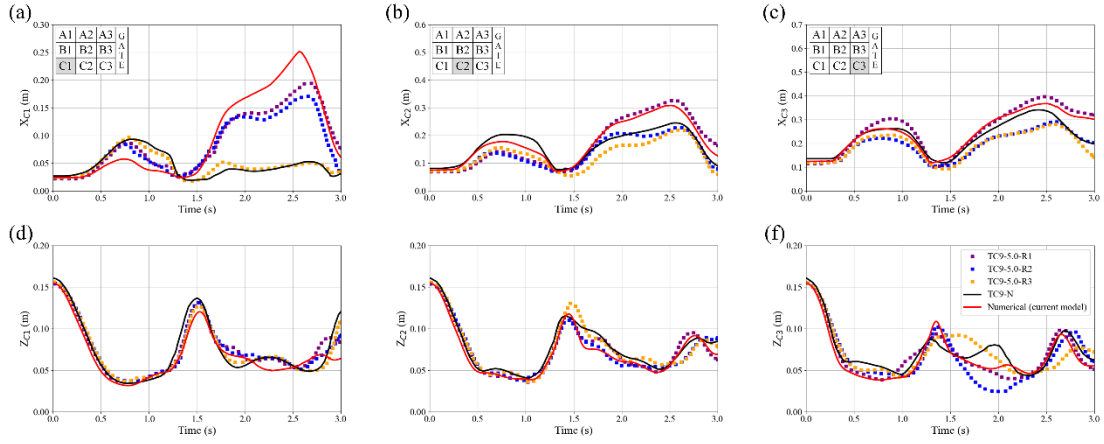 (a)
0.30
0.25
0.20
0.15
0.10
0.05
0.00
X_C1 (m)
A1 A2 A3
B1 B2 B3
C1 C2 C3
GATE
0.0 0.5 1.0 1.5 2.0 2.5 3.0
Time (s)
(b)
0.5
0.4
0.3
0.2
0.1
0.0
X_C2 (m)
A1 A2 A3
B1 B2 B3
C1 C2 C3
GATE
0.0 0.5 1.0 1.5 2.0 2.5 3.0
Time (s)
(c)
0.7
0.6
0.5
0.4
0.3
0.2
0.1
0.0
X_C3 (m)
A1 A2 A3
B1 B2 B3
C1 C2 C3
GATE
0.0 0.5 1.0 1.5 2.0 2.5 3.0
Time (s)
(d)
0.20
0.15
0.10
0.05
0.00
Z_C1 (m)
0.0 0.5 1.0 1.5 2.0 2.5 3.0
Time (s)
0.20
0.15
0.10
0.05
0.00
Z_C2 (m)
0.0 0.5 1.0 1.5 2.0 2.5 3.0
Time (s)
(f)
0.20
0.15
0.10
0.05
0.00
Z_C3 (m)
TC9-5.0-R1
TC9-5.0-R2
TC9-5.0-R3
TC9-N
Numerical (current model)
0.0 0.5 1.0 1.5 2.0 2.5 3.0
Time (s)